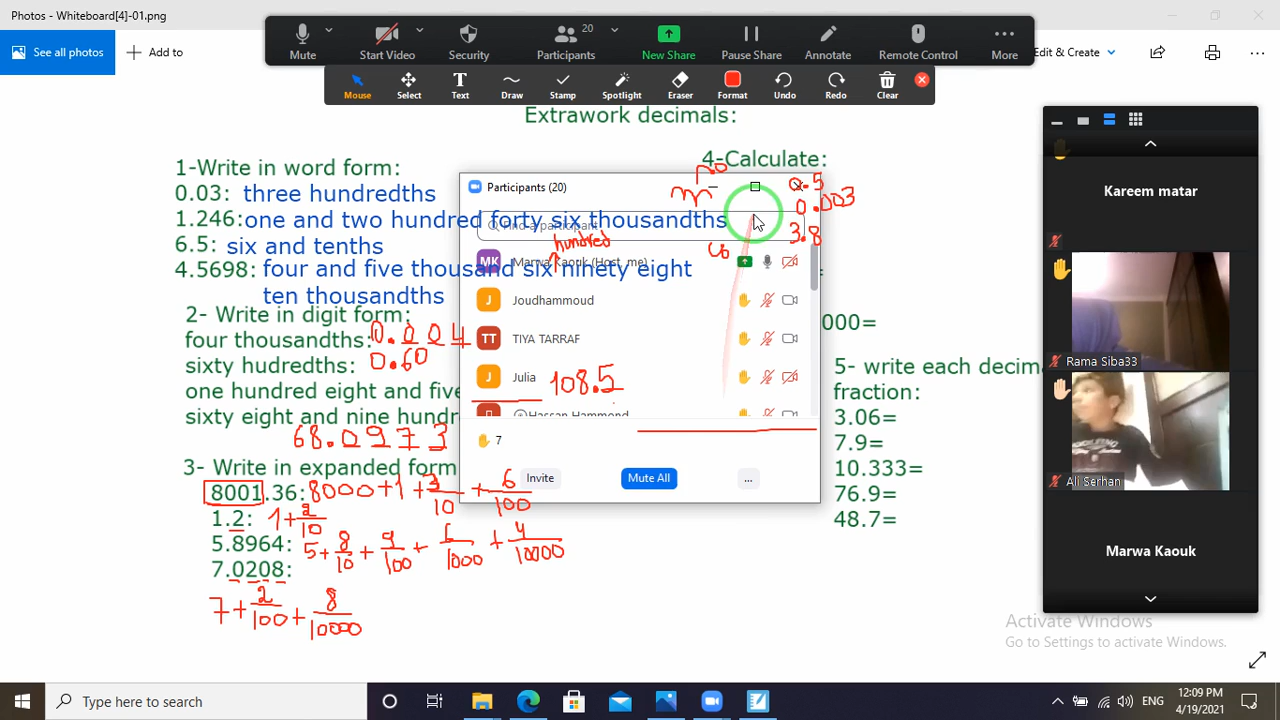 Photos - Whiteboard[4]-01.png
See all photos
Add to
Mute
Start Video
Security
20
Participants
New Share
Pause Share
Annotate
Remote Control
More
Edit & Create
Mouse
Select
Text
Draw
Stamp
Spotlight
Eraser
Format
Undo
Redo
Clear
Extrawork decimals:
1-Write in word form:
0.03: three hundredths
1.246: one and two hundred forty six thousandths
6.5: six and tenths
hundred
4.5698: four and five thousand six ninety eight
ten thousandths
2- Write in digit form:
four thousandths: 0.004
sixty hudredths: 0.60
one hundred eight and five
108.5
sixty eight and nine hundr
68.0973
3- Write in expanded form
8001.36: 8000+1+3/10+6/100
1.2: 1+2/10
5.8964: 5+8/10+9/100+6/1000+4/10000
7.0208:
7+2/100+8/10000
4-Calculate:
0.5
0.003
3.8
000=
5- write each decima
fraction:
3.06=
7.9=
10.333=
76.9=
48.7=
Participants (20)
Find a participant
MK Marwa Kaouk (Host, me)
J Joudhammoud
TT TIYA TARRAF
J Julia
Hassan Hammond
7
Invite
Mute All
...
Kareem matar
Rama Siba33
Ali Serhan
Marwa Kaouk
Activate Windows
Go to Settings to activate Windows.
Type here to search
ENG
12:09 PM
4/19/2021